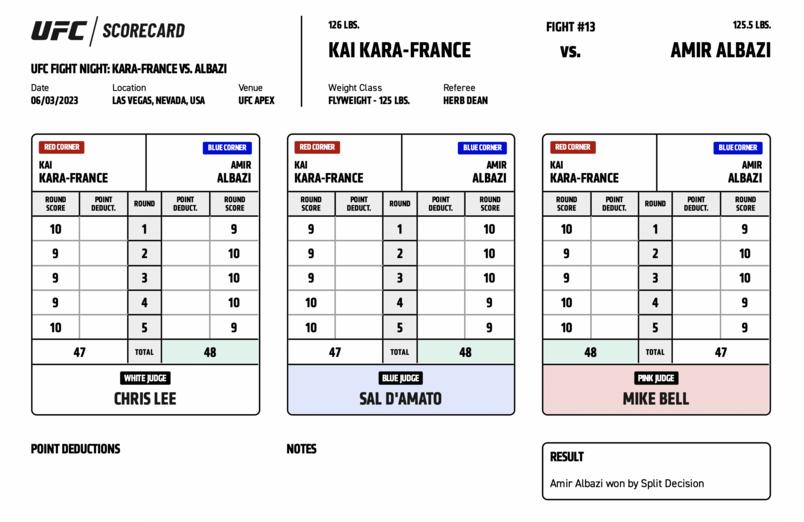 UFC / SCORECARD
UFC FIGHT NIGHT: KARA-FRANCE VS. ALBAZI
Date Location Venue
06/03/2023 LAS VEGAS, NEVADA, USA UFC APEX
126 LBS. FIGHT #13 125.5 LBS.
KAI KARA-FRANCE VS. AMIR ALBAZI
Weight Class Referee
FLYWEIGHT - 125 LBS. HERB DEAN
RED CORNER BLUE CORNER
KAI AMIR
KARA-FRANCE ALBAZI
ROUND SCORE POINT DEDUCT. ROUND POINT DEDUCT. ROUND SCORE
10 1 9
9 2 10
9 3 10
9 4 10
10 5 9
47 TOTAL 48
WHITE JUDGE
CHRIS LEE
RED CORNER BLUE CORNER
KAI AMIR
KARA-FRANCE ALBAZI
ROUND SCORE POINT DEDUCT. ROUND POINT DEDUCT. ROUND SCORE
9 1 10
9 2 10
9 3 10
10 4 9
10 5 9
47 TOTAL 48
BLUE JUDGE
SAL D'AMATO
RED CORNER BLUE CORNER
KAI AMIR
KARA-FRANCE ALBAZI
ROUND SCORE POINT DEDUCT. ROUND POINT DEDUCT. ROUND SCORE
10 1 9
9 2 10
9 3 10
10 4 9
10 5 9
48 TOTAL 47
PINK JUDGE
MIKE BELL
POINT DEDUCTIONS
NOTES
RESULT
Amir Albazi won by Split Decision